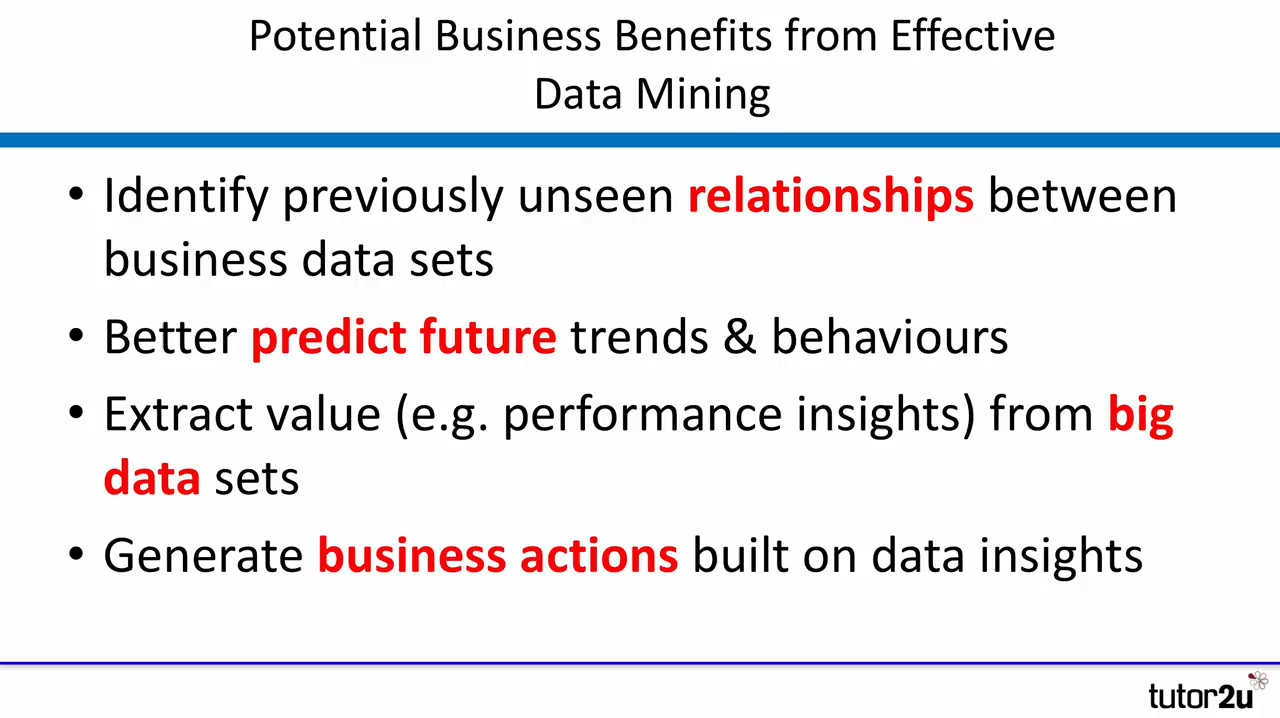 Potential Business Benefits from Effective
Data Mining
• Identify previously unseen relationships between
business data sets
• Better predict future trends & behaviours
• Extract value (e.g. performance insights) from big
data sets
• Generate business actions built on data insights
tutor2u